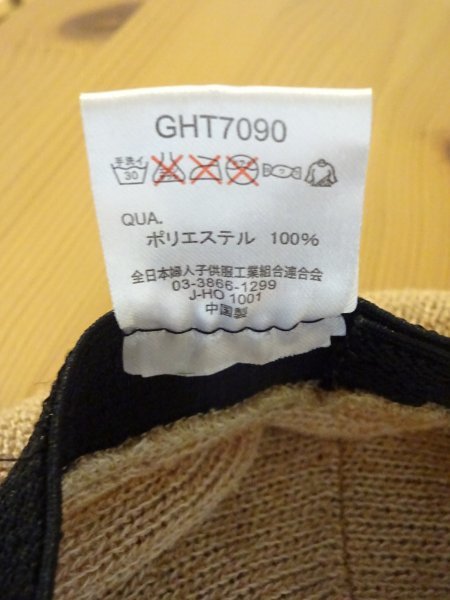 GHT7090
手洗イ
30
QUA.
ポリエステル 100%
全日本婦人子供服工業組合連合会
03-3866-1299
J-HO 1001
中国製